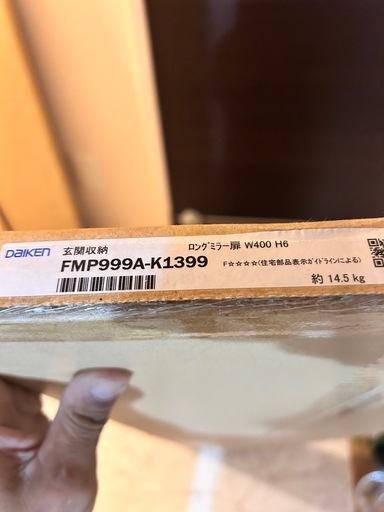 DAIKEN 玄関収納 ロングミラー扉 W400 H6
FMP999A-K1399 F☆☆☆☆(住宅部品表示ガイドラインによる)
約 14.5 kg